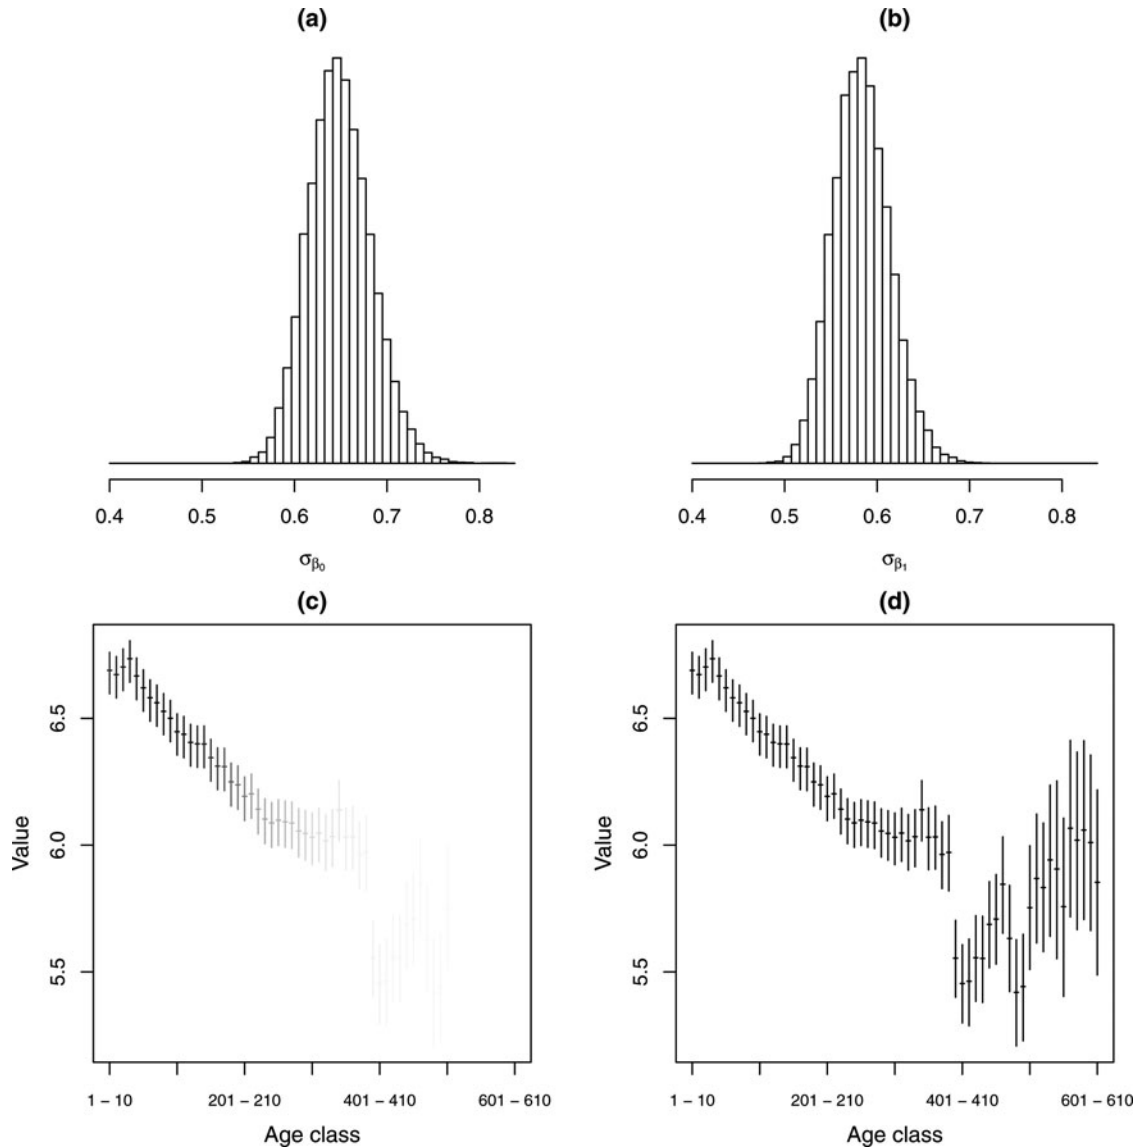 (a)
(b)
0.4 0.5 0.6 0.7 0.8
0.4 0.5 0.6 0.7 0.8
σβ₀
σβ₁
(c)
(d)
Value
6.5
6.0
5.5
Value
6.5
6.0
5.5
1 – 10 201 – 210 401 – 410 601 – 610
1 – 10 201 – 210 401 – 410 601 – 610
Age class
Age class